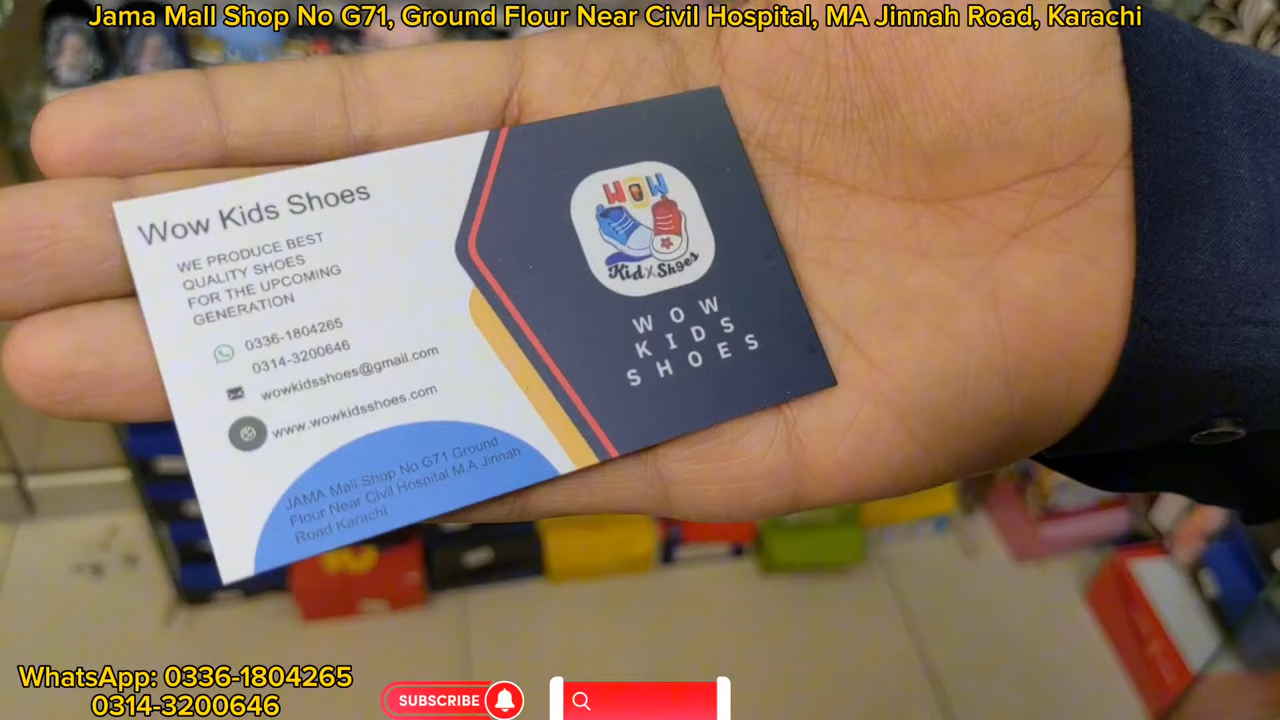 Jama Mall Shop No G71, Ground Flour Near Civil Hospital, MA Jinnah Road, Karachi
Wow Kids Shoes
WE PRODUCE BEST
QUALITY SHOES
FOR THE UPCOMING
GENERATION
0336-1804265
0314-3200646
wowkidsshoes@gmail.com
www.wowkidsshoes.com
JAMA Mall Shop No G71 Ground
Flour Near Civil Hospital M.A Jinnah
Road Karachi
WOW
Kid'x Shoes
WOW
KIDS
SHOES
WhatsApp: 0336-1804265
0314-3200646
SUBSCRIBE